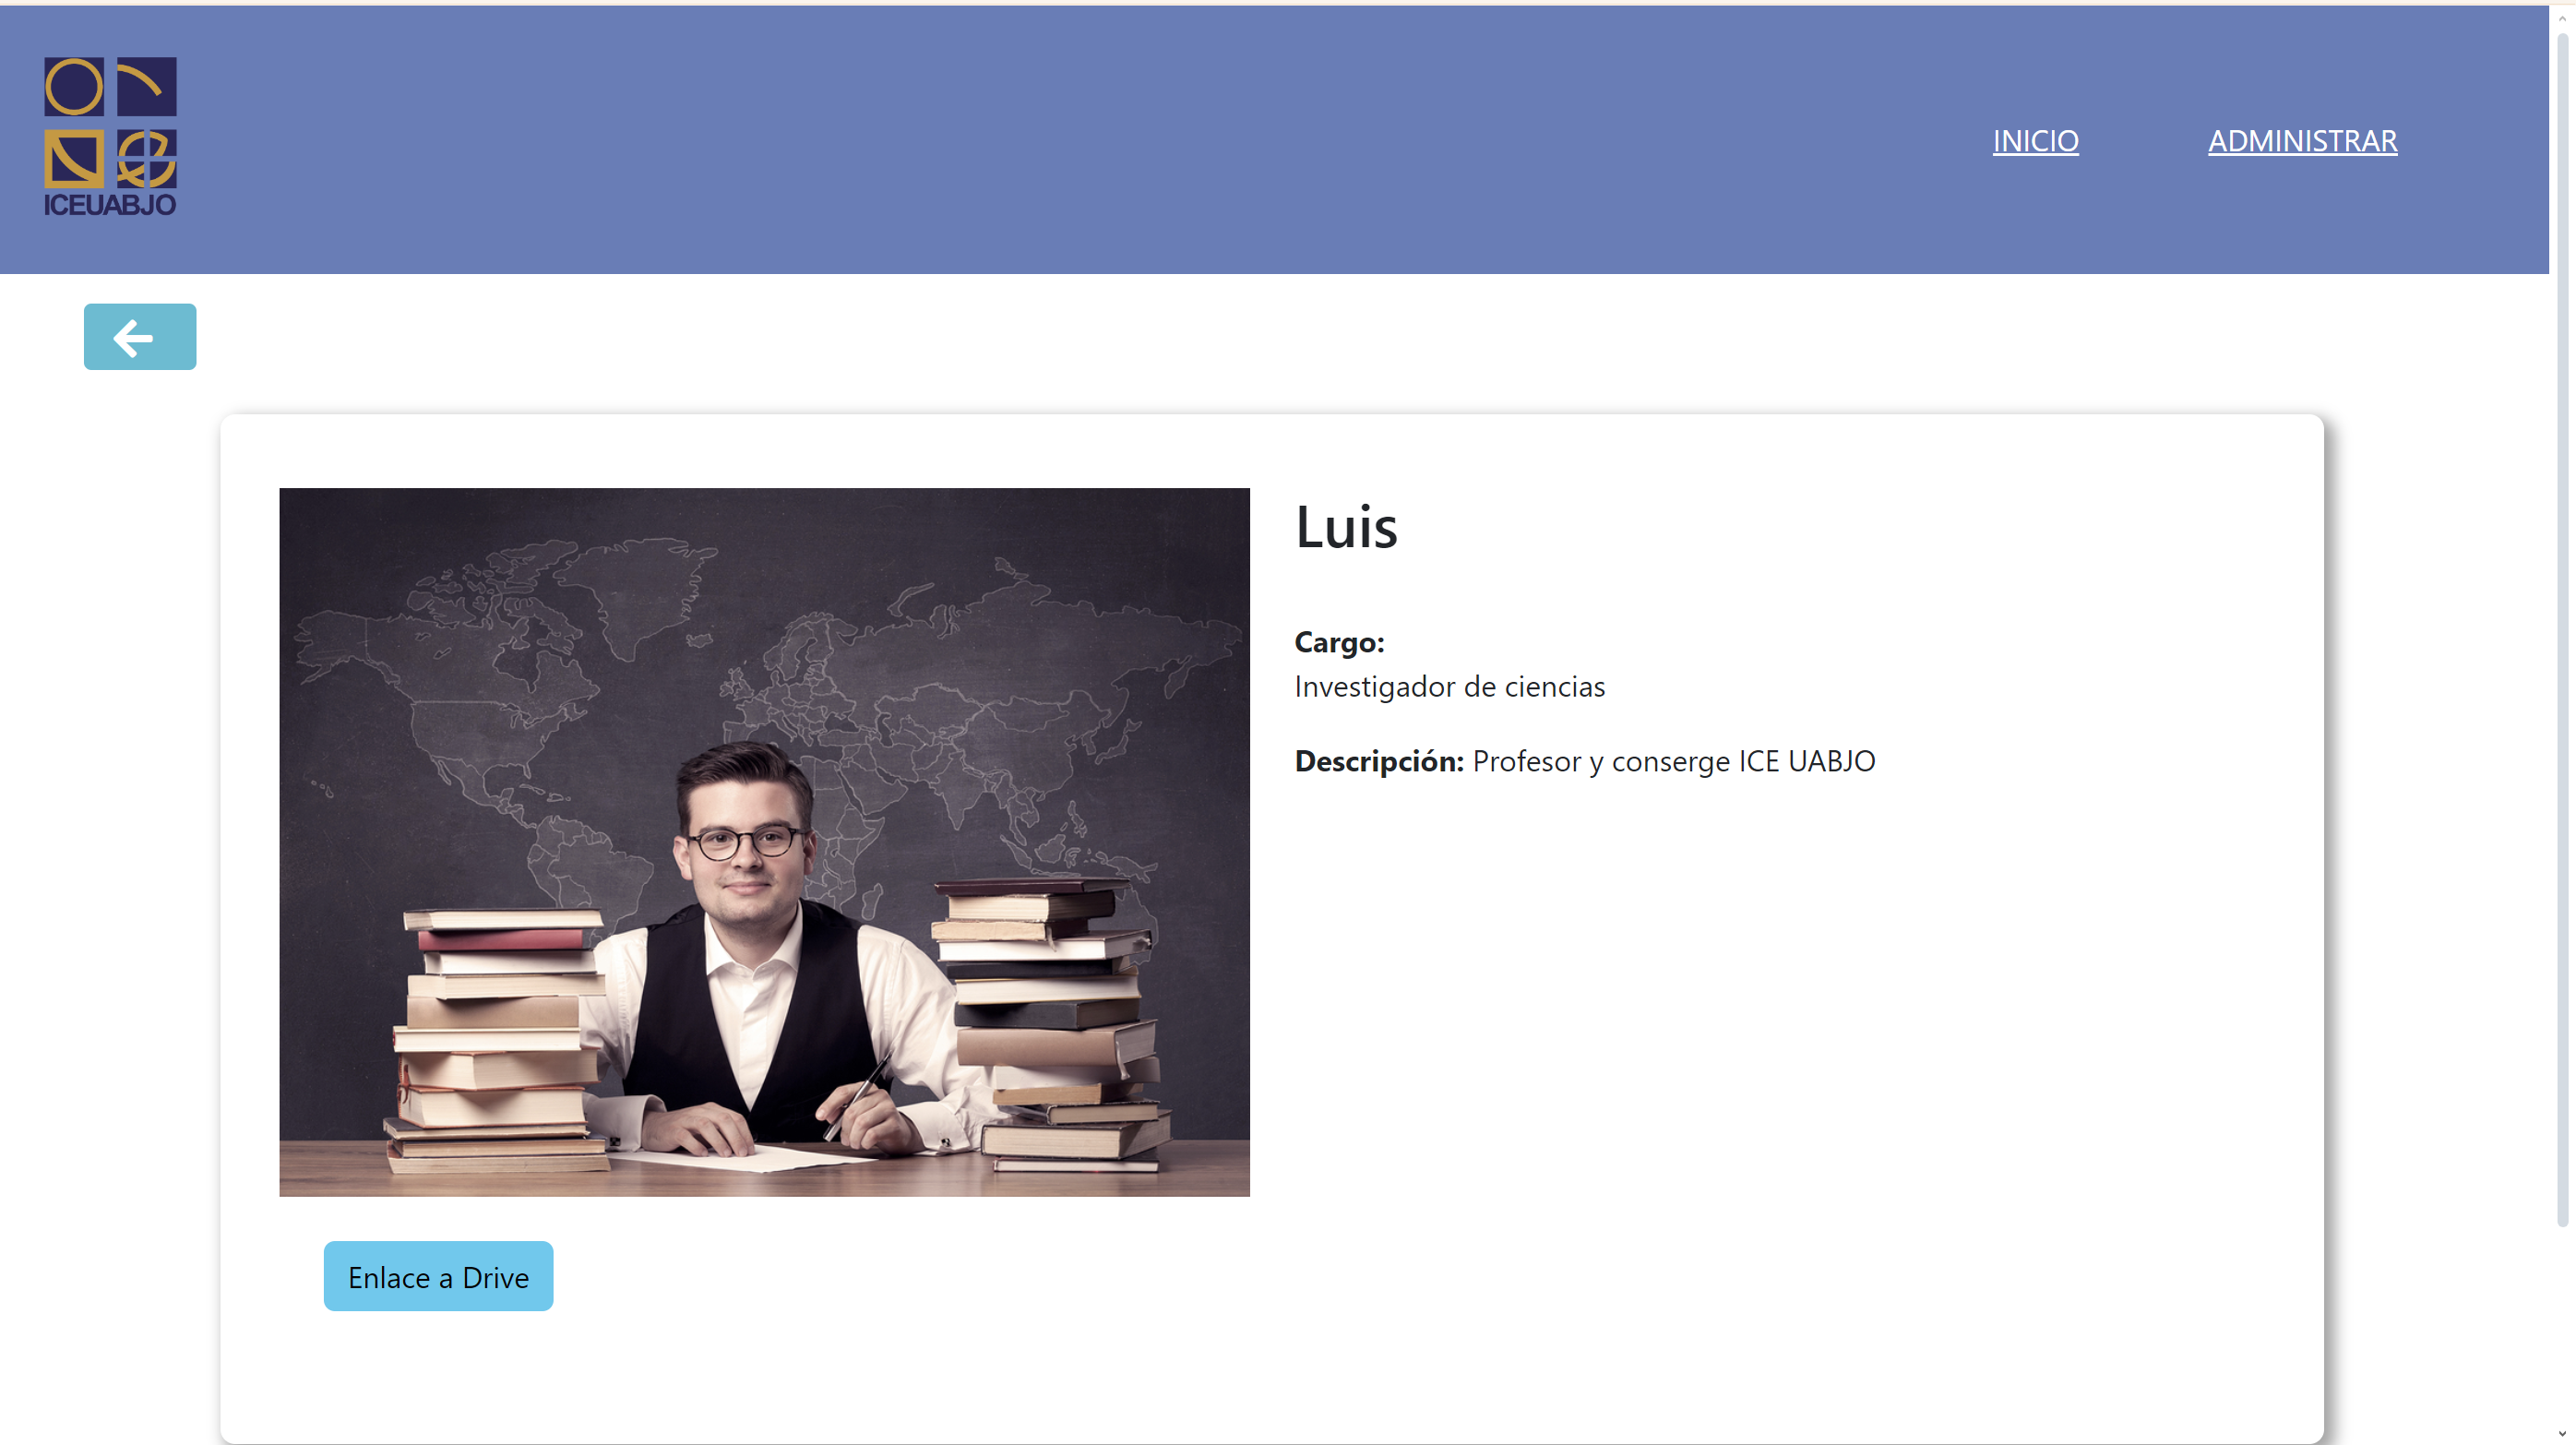 ICEUABJO
INICIO
ADMINISTRAR
Luis
Cargo:
Investigador de ciencias
Descripción: Profesor y conserge ICE UABJO
Enlace a Drive